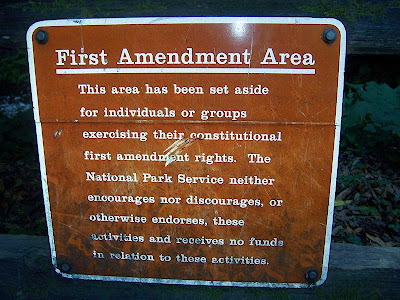 First Amendment Area
This area has been set aside
for individuals or groups
exercising their constitutional
first amendment rights. The
National Park Service neither
encourages nor discourages, or
otherwise endorses, these
activities and receives no funds
in relation to these activities.